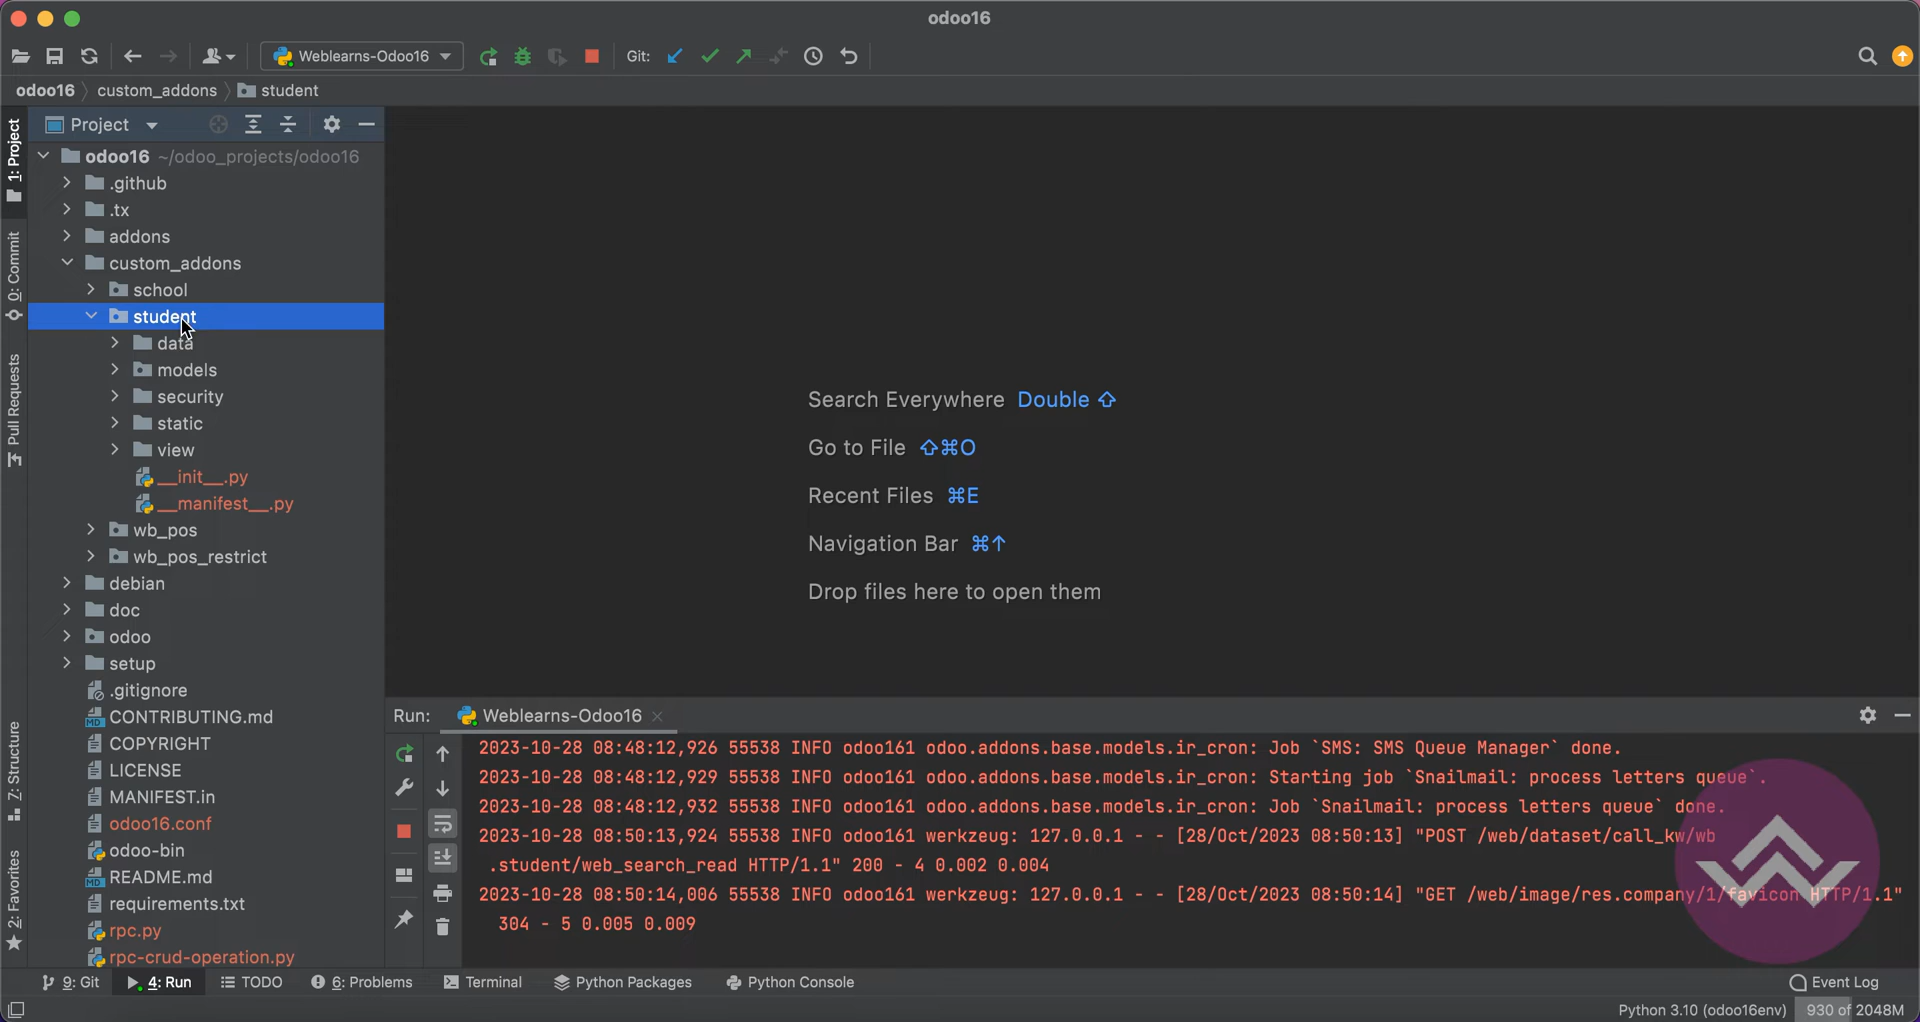 odoo16
Weblearns-Odoo16
Git:
odoo16
custom_addons
student
Project
odoo16 ~/odoo_projects/odoo16
.github
.tx
addons
custom_addons
school
student
data
models
security
static
view
__init__.py
__manifest__.py
wb_pos
wb_pos_restrict
debian
doc
odoo
setup
.gitignore
CONTRIBUTING.md
COPYRIGHT
LICENSE
MANIFEST.in
odoo16.conf
odoo-bin
README.md
requirements.txt
rpc.py
rpc-crud-operation.py
1: Project
0: Commit
Pull Requests
Z: Structure
2: Favorites
Search Everywhere Double ⇧
Go to File ⇧⌘O
Recent Files ⌘E
Navigation Bar ⌘↑
Drop files here to open them
Run:
Weblearns-Odoo16
2023-10-28 08:48:12,926 55538 INFO odoo161 odoo.addons.base.models.ir_cron: Job `SMS: SMS Queue Manager` done.
2023-10-28 08:48:12,929 55538 INFO odoo161 odoo.addons.base.models.ir_cron: Starting job `Snailmail: process letters queue`.
2023-10-28 08:48:12,932 55538 INFO odoo161 odoo.addons.base.models.ir_cron: Job `Snailmail: process letters queue` done.
2023-10-28 08:50:13,924 55538 INFO odoo161 werkzeug: 127.0.0.1 - - [28/Oct/2023 08:50:13] "POST /web/dataset/call_kw/wb
.student/web_search_read HTTP/1.1" 200 - 4 0.002 0.004
2023-10-28 08:50:14,006 55538 INFO odoo161 werkzeug: 127.0.0.1 - - [28/Oct/2023 08:50:14] "GET /web/image/res.company/1/favicon HTTP/1.1"
304 - 5 0.005 0.009
9: Git
4: Run
TODO
6: Problems
Terminal
Python Packages
Python Console
Event Log
Python 3.10 (odoo16env)
930 of 2048M